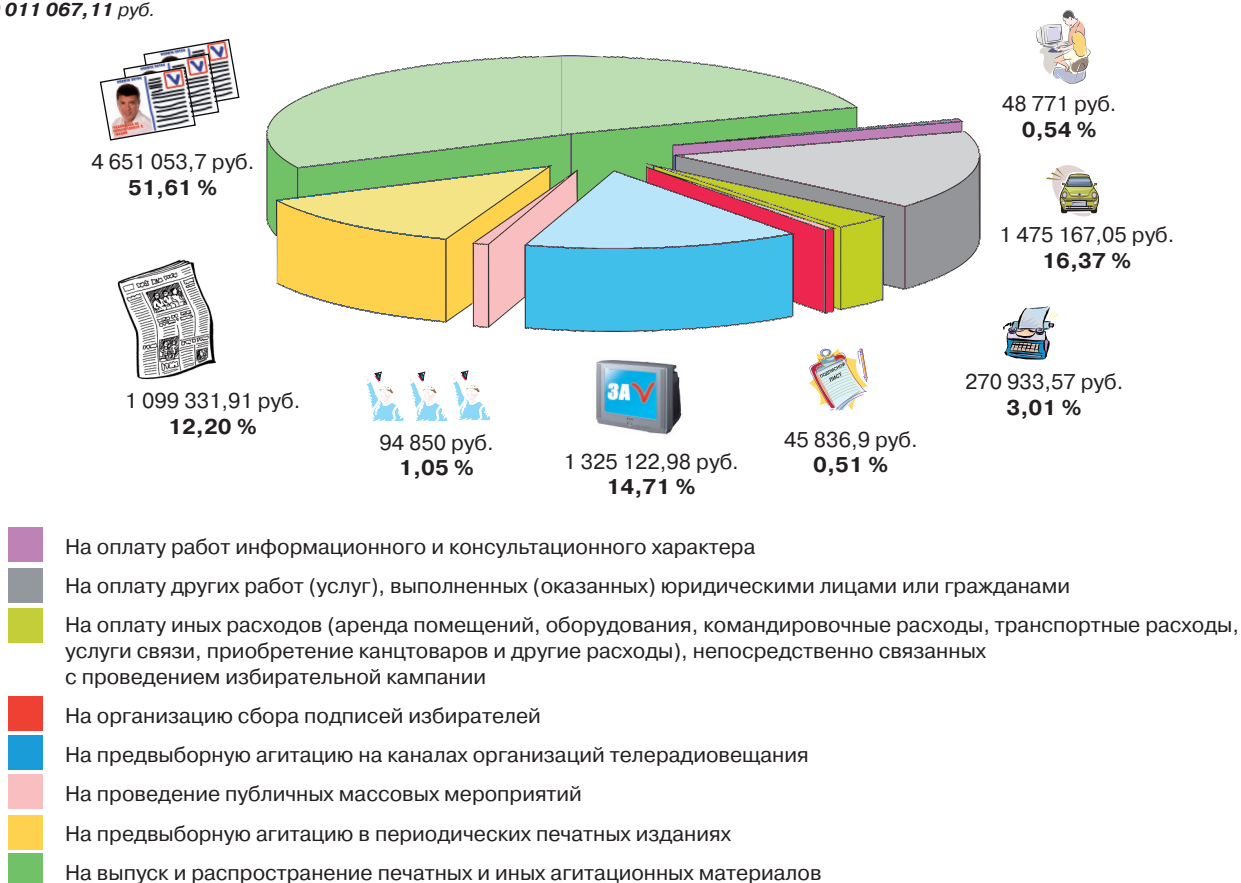 011 067,11 руб.
48 771 руб.
0,54 %
4 651 053,7 руб.
51,61 %
1 475 167,05 руб.
16,37 %
270 933,57 руб.
3,01 %
1 099 331,91 руб.
12,20 %
94 850 руб.
1,05 %
ЗА
1 325 122,98 руб.
14,71 %
ПОДПИСНОЙ
ЛИСТ
45 836,9 руб.
0,51 %
На оплату работ информационного и консультационного характера
На оплату других работ (услуг), выполненных (оказанных) юридическими лицами или гражданами
На оплату иных расходов (аренда помещений, оборудования, командировочные расходы, транспортные расходы,
услуги связи, приобретение канцтоваров и другие расходы), непосредственно связанных
с проведением избирательной кампании
На организацию сбора подписей избирателей
На предвыборную агитацию на каналах организаций телерадиовещания
На проведение публичных массовых мероприятий
На предвыборную агитацию в периодических печатных изданиях
На выпуск и распространение печатных и иных агитационных материалов